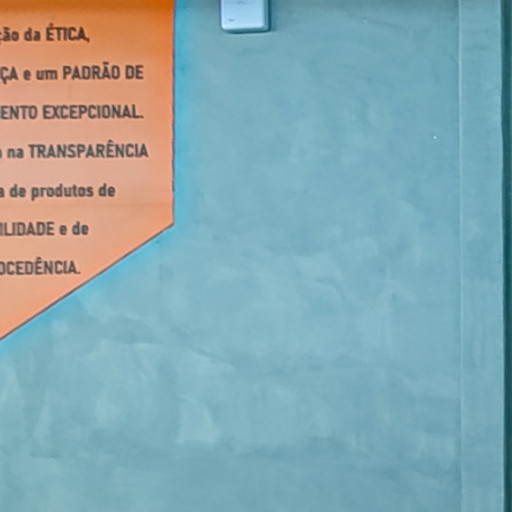 ção da ÉTICA,
ÇA e um PADRÃO DE
ENTO EXCEPCIONAL.
na TRANSPARÊNCIA
a de produtos de
ILIDADE e de
OCEDÊNCIA.